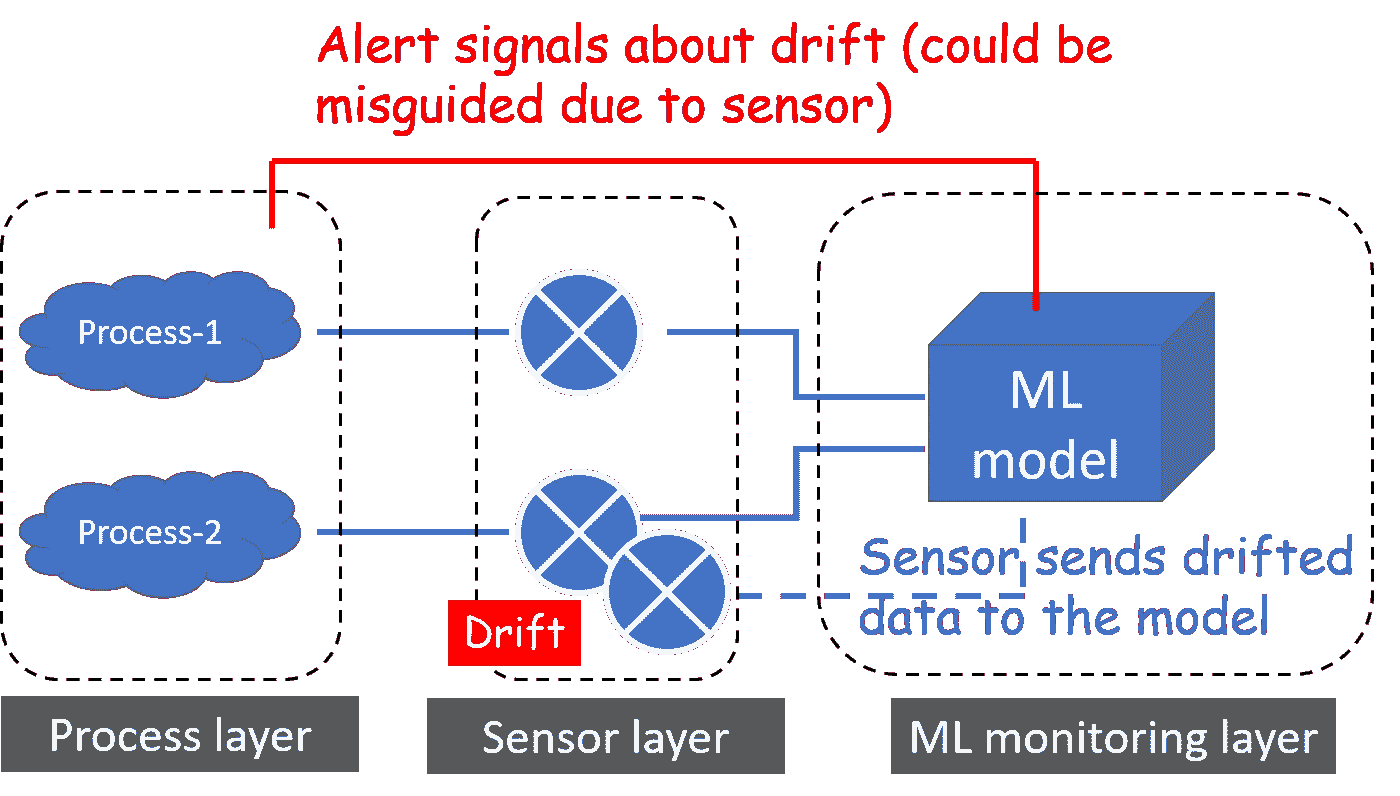 Alert signals about drift (could be
misguided due to sensor)
Process-1
Process-2
ML
model
Sensor sends drifted
data to the model
Drift
Process layer
Sensor layer
ML monitoring layer